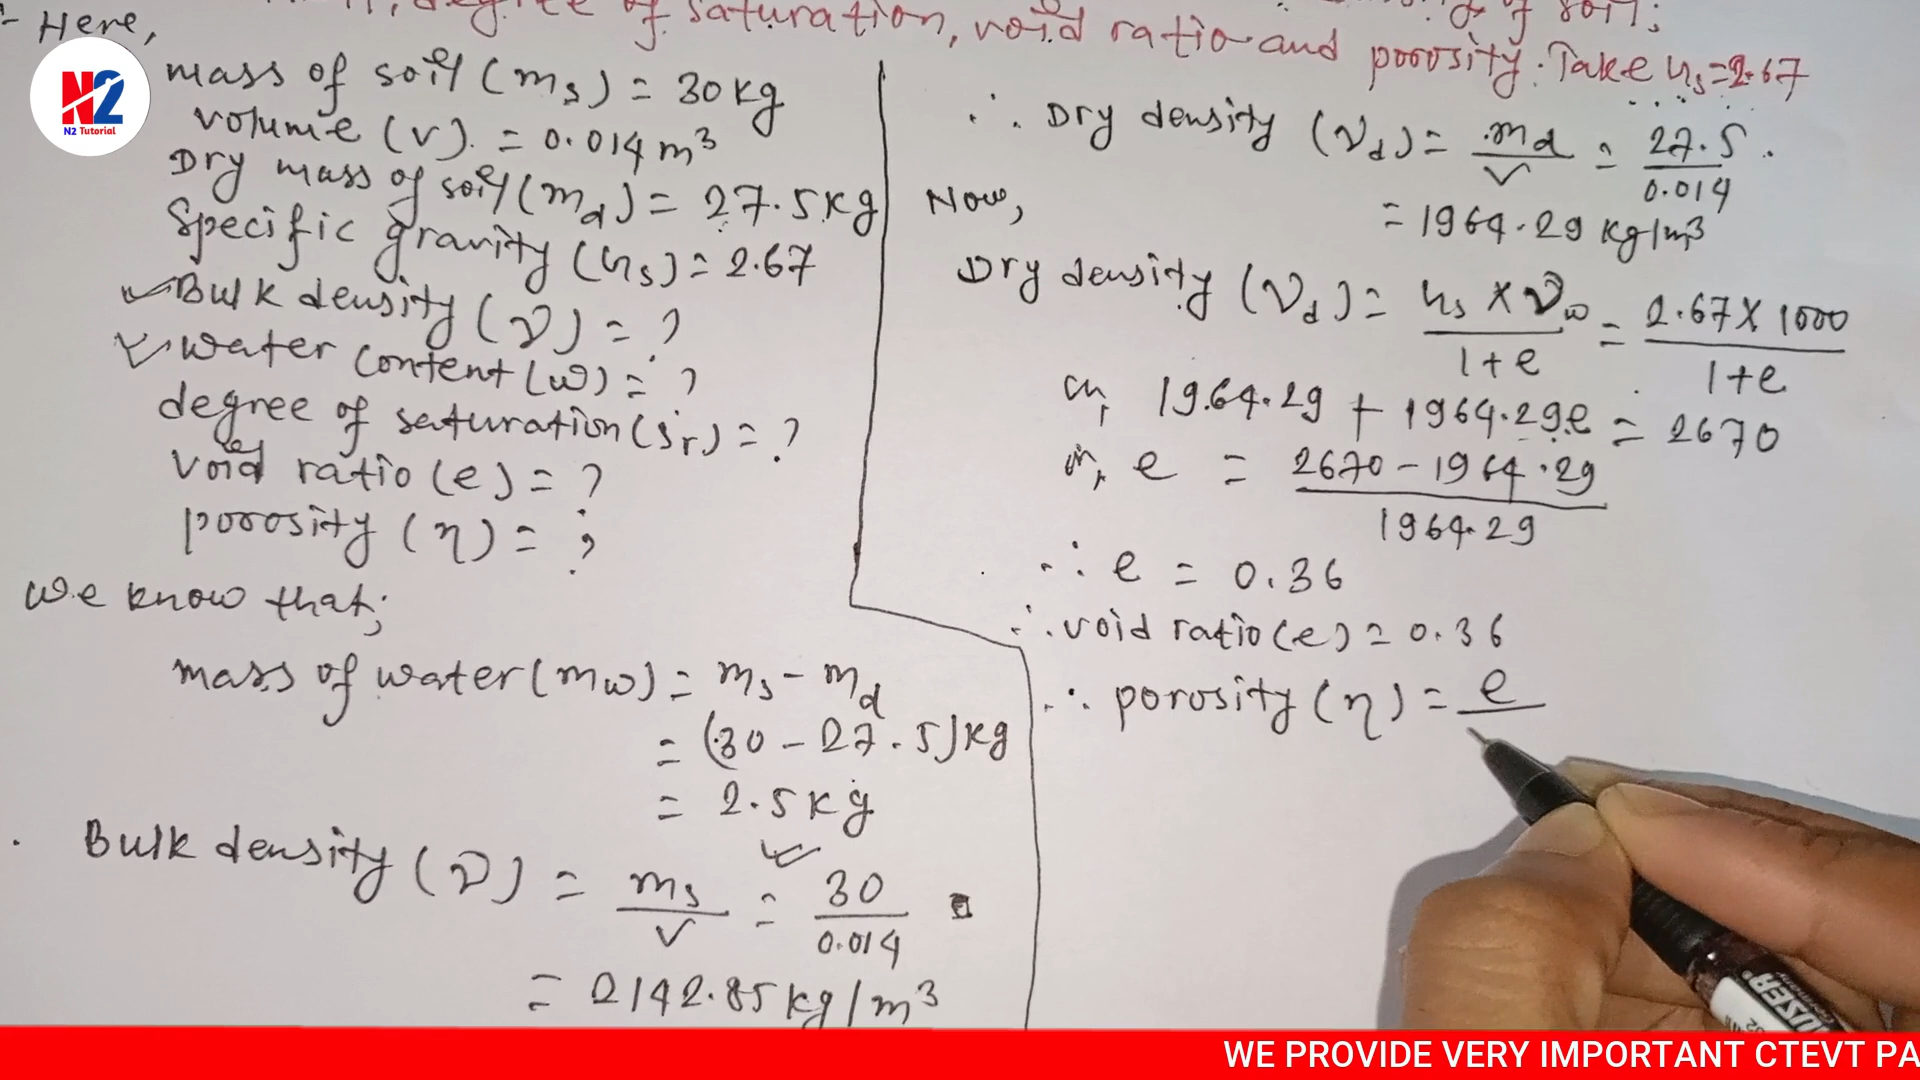 degree of saturation, void ratio and of soil;
porosity. Take Gs=2.67
Here,
N2
N2 Tutorial
mass of soil (ms) = 30kg
volume (v) = 0.014 m³
Dry mass of soil (md) = 27.5kg
Specific gravity (Gs) = 2.67
Bulk density (γ) = ?
water content (w) = ?
degree of saturation (Sr) = ?
void ratio (e) = ?
porosity (η) = ?
we know that;
mass of water (mw) = ms - md
= (30 - 27.5) kg
= 2.5kg
Bulk density (γ) = ms/v = 30/0.014
= 2142.85 kg/m³
∴ Dry density (γd) = md/v = 27.5/0.014
= 1964.29 kg/m³
Now,
Dry density (γd) = Gs × γw/1+e = 2.67 × 1000/1+e
or, 1964.29 + 1964.29e = 2670
or, e = 2670 - 1964.29/1964.29
∴ e = 0.36
∴ void ratio (e) = 0.36
∴ porosity (η) = e
WE PROVIDE VERY IMPORTANT CTEVT PA